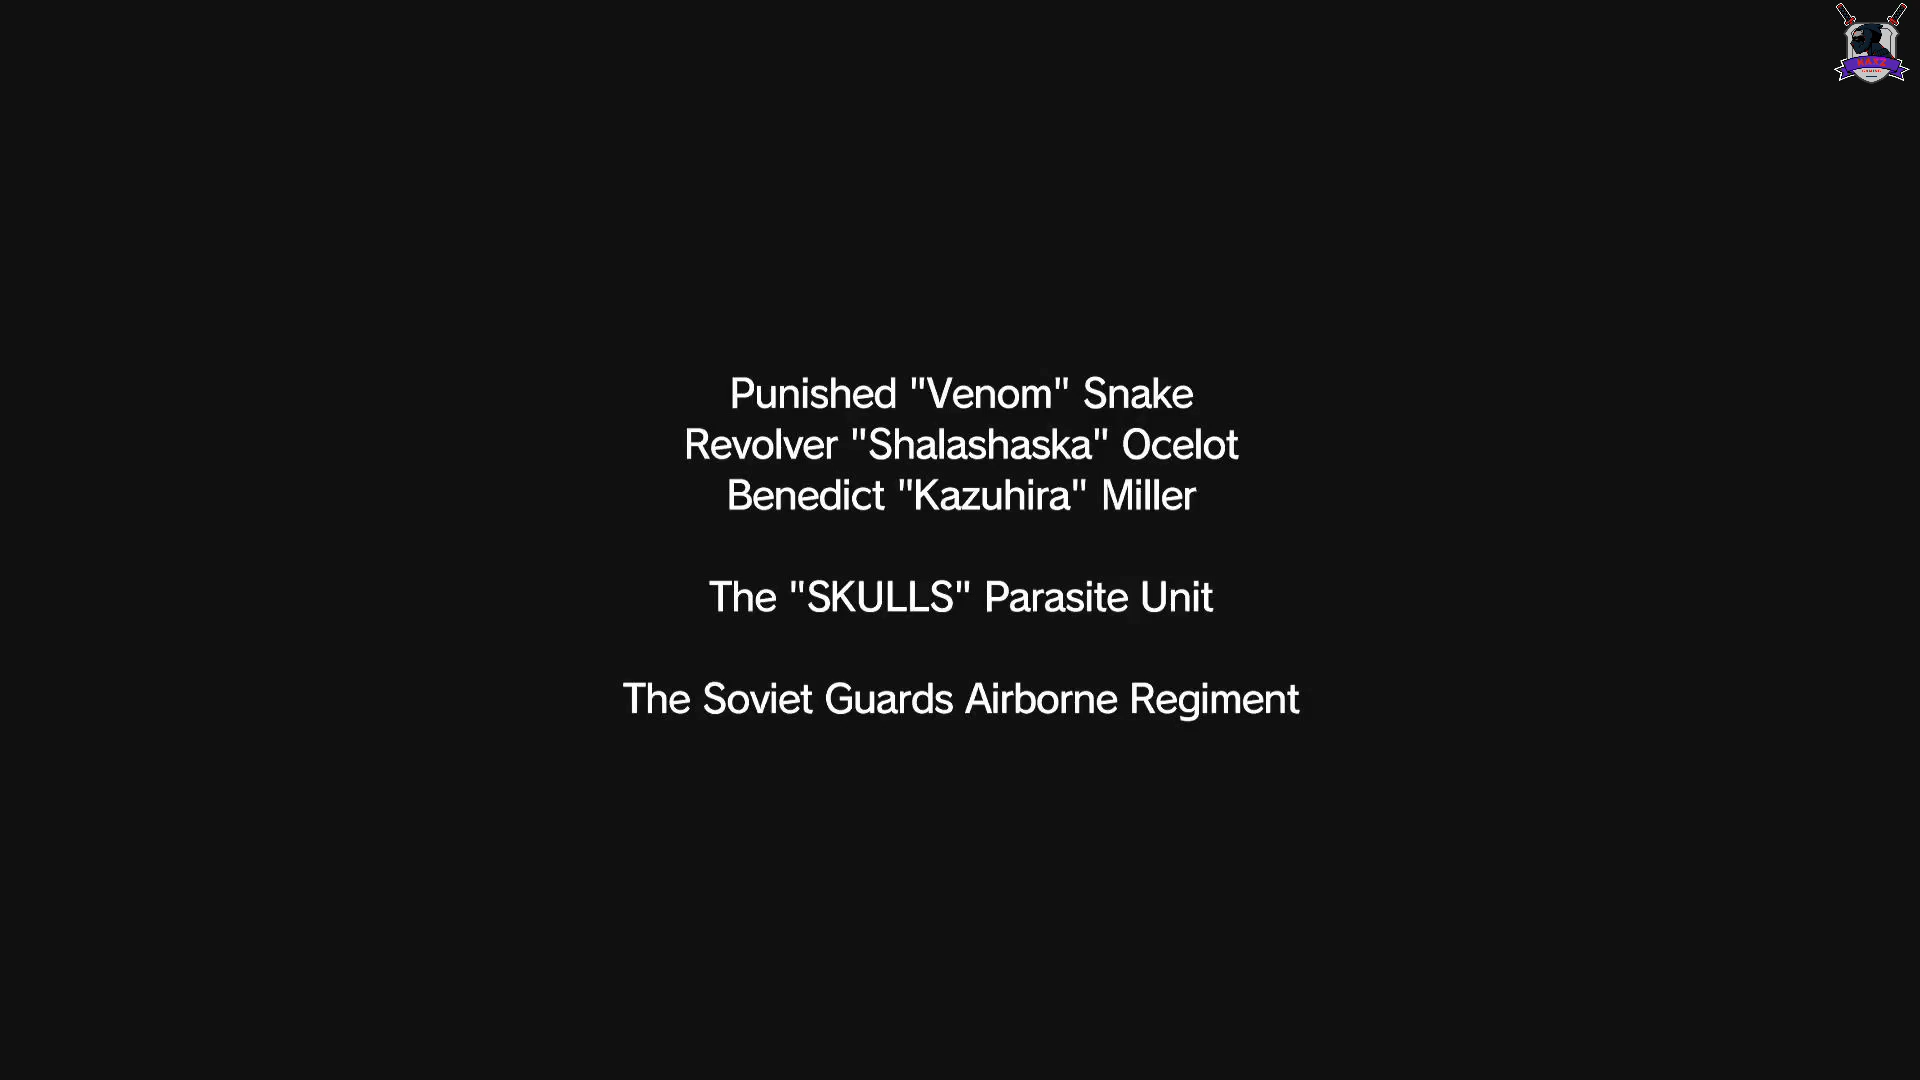 Punished "Venom" Snake
Revolver "Shalashaska" Ocelot
Benedict "Kazuhira" Miller
The "SKULLS" Parasite Unit
The Soviet Guards Airborne Regiment